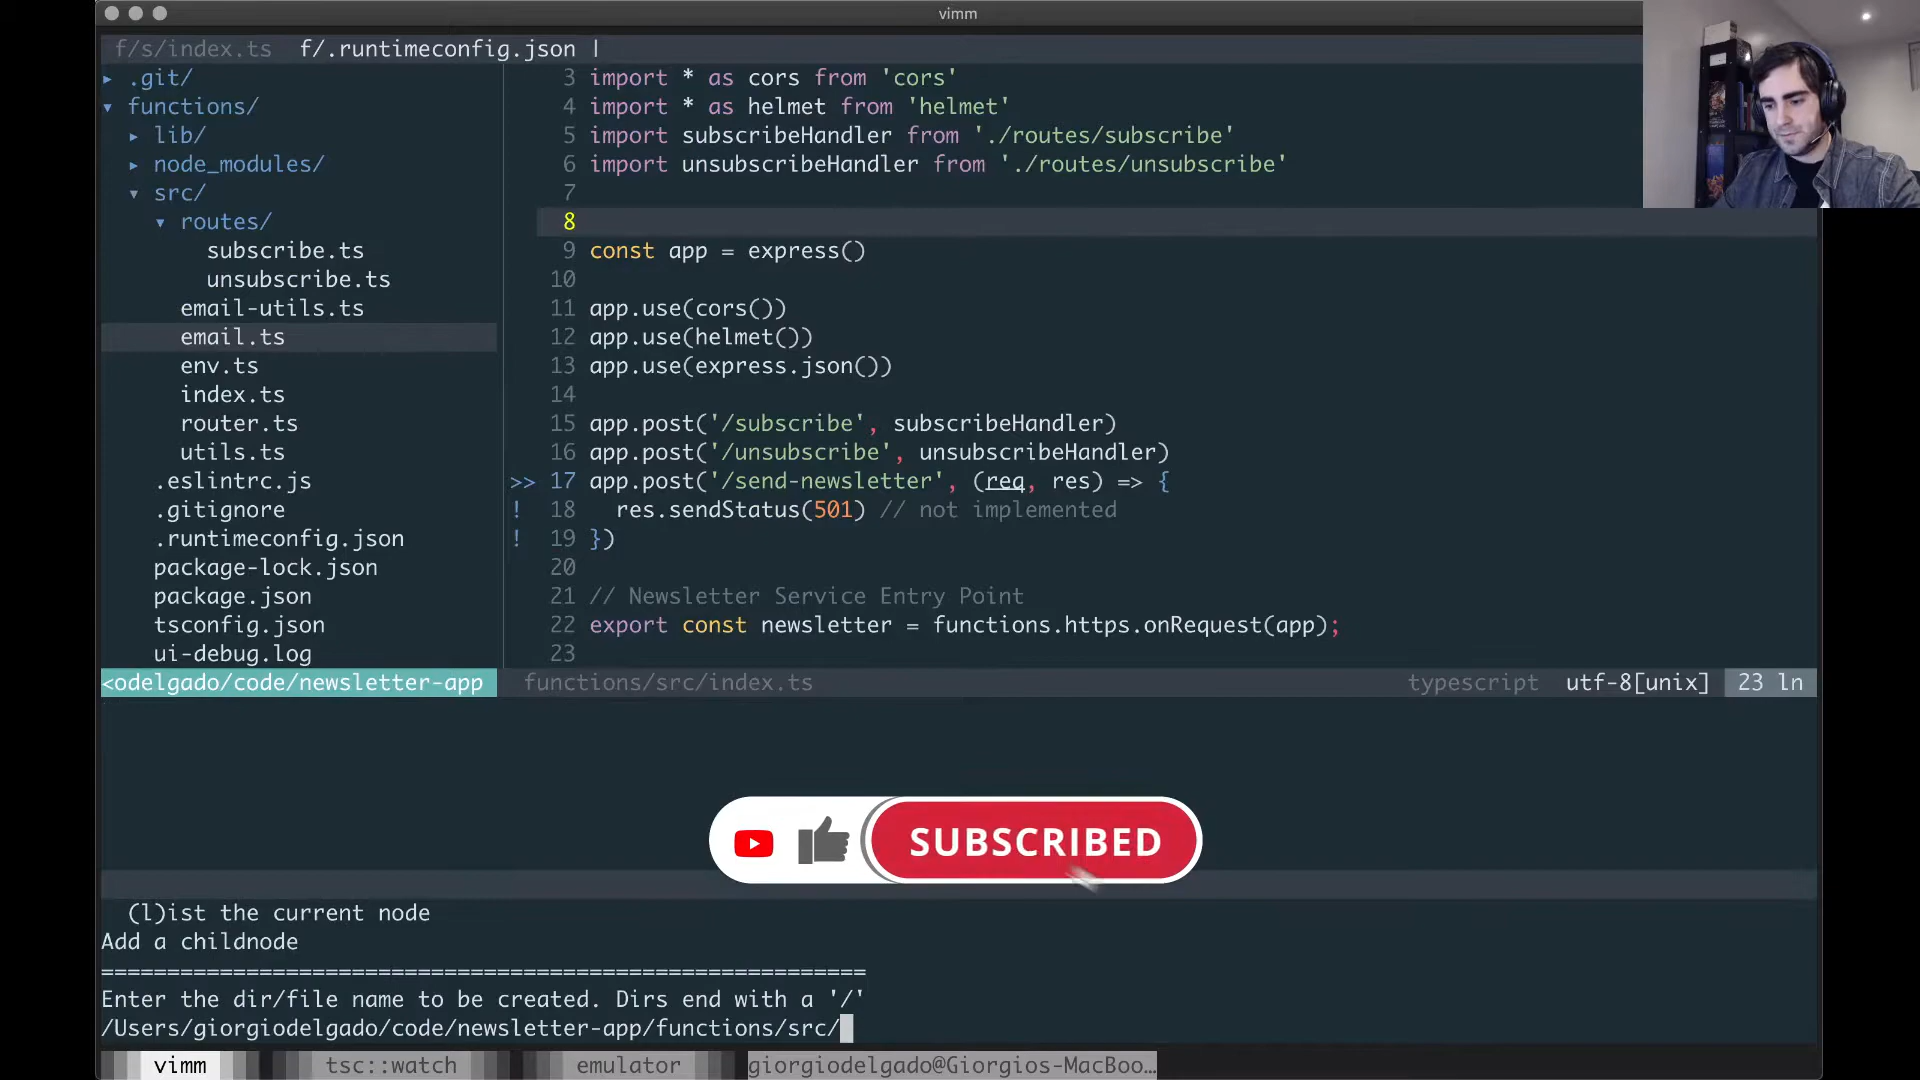 vimm
f/s/index.ts f/.runtimeconfig.json |
▸ .git/
▾ functions/
▸ lib/
▸ node_modules/
▾ src/
▾ routes/
subscribe.ts
unsubscribe.ts
email-utils.ts
email.ts
env.ts
index.ts
router.ts
utils.ts
.eslintrc.js
.gitignore
.runtimeconfig.json
package-lock.json
package.json
tsconfig.json
ui-debug.log
<odelgado/code/newsletter-app
3 import * as cors from 'cors'
4 import * as helmet from 'helmet'
5 import subscribeHandler from './routes/subscribe'
6 import unsubscribeHandler from './routes/unsubscribe'
7
8
9 const app = express()
10
11 app.use(cors())
12 app.use(helmet())
13 app.use(express.json())
14
15 app.post('/subscribe', subscribeHandler)
16 app.post('/unsubscribe', unsubscribeHandler)
>> 17 app.post('/send-newsletter', (req, res) => {
! 18 res.sendStatus(501) // not implemented
! 19 })
20
21 // Newsletter Service Entry Point
22 export const newsletter = functions.https.onRequest(app);
23
functions/src/index.ts typescript utf-8[unix] 23 ln
SUBSCRIBED
(l)ist the current node
Add a childnode
==========================================================
Enter the dir/file name to be created. Dirs end with a '/'
/Users/giorgiodelgado/code/newsletter-app/functions/src/
vimm tsc::watch emulator giorgiodelgado@Giorgios-MacBoo…